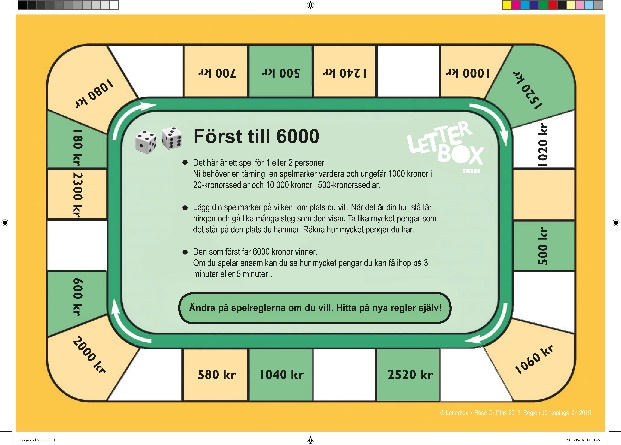 1080 kr
700 kr
500 kr
1240 kr
1000 kr
1520 kr
180 kr
1020 kr
2300 kr
500 kr
600 kr
2000 kr
580 kr
1040 kr
2520 kr
1060 kr
Först till 6000
LETTER
BOX
Det här är ett spel för 1 eller 2 personer
Ni behöver en tärning, en spelmarker vardera och ungefär 1000 kronor i
20-kronorssedlar och 10 000 kronor i 500-kronorssedlar.
Lägg din spelmarker på vilken plats du vill. När det är din tur, slå tär-
ningen och gå lika många steg som den visar. Ta lika mycket pengar som
det står på den plats du hamnar. Räkna hur mycket pengar du har.
Den som först får 6000 kronor vinner.
Om du spelar ensam kan du se hur mycket pengar du kan få ihop på 3
minuter eller 5 minuter.
Ändra på spelreglerna om du vill. Hitta på nya regler själv!